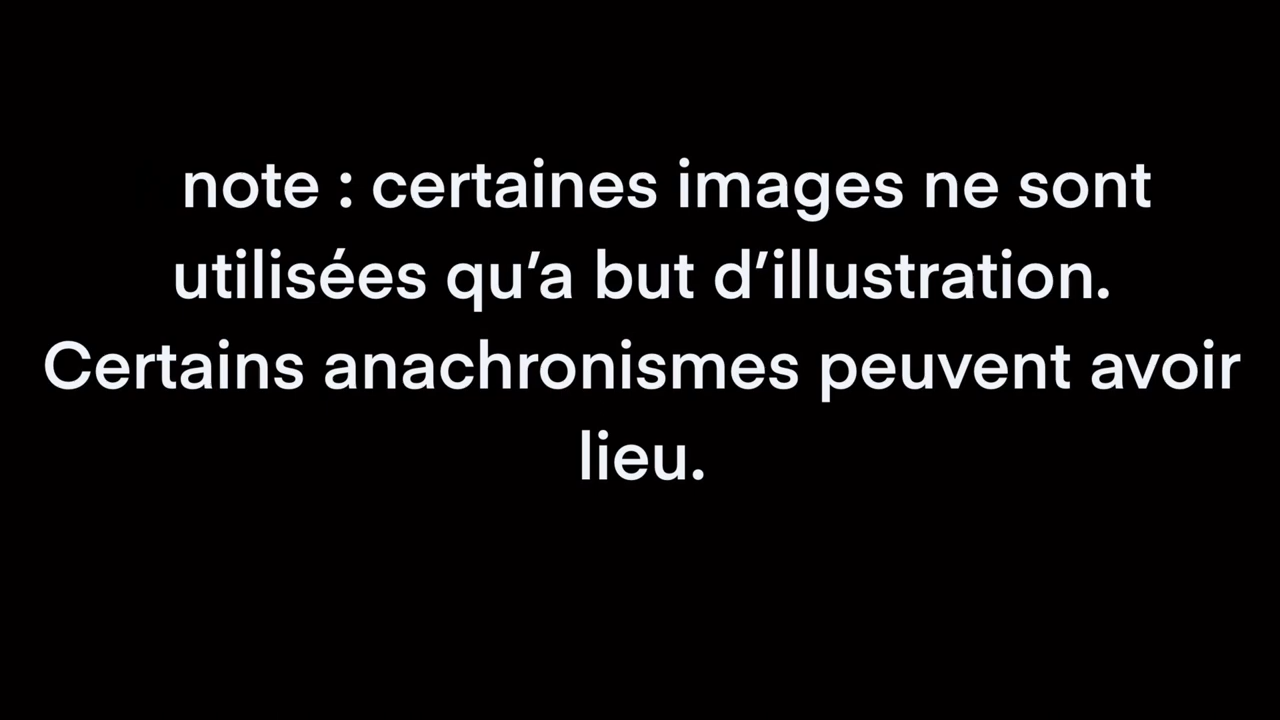 note : certaines images ne sont
utilisées qu’a but d’illustration.
Certains anachronismes peuvent avoir
lieu.